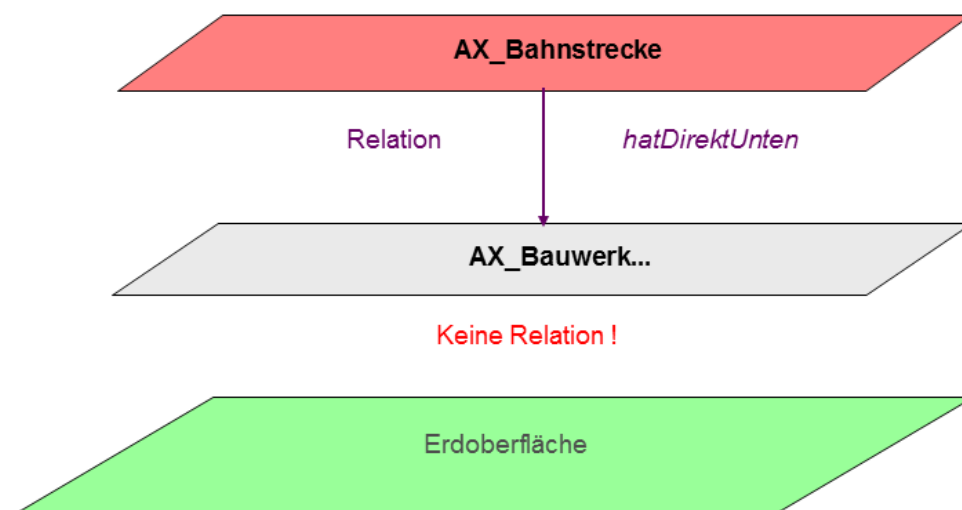 AX_Bahnstrecke
Relation hatDirektUnten
AX_Bauwerk...
Keine Relation !
Erdoberfläche